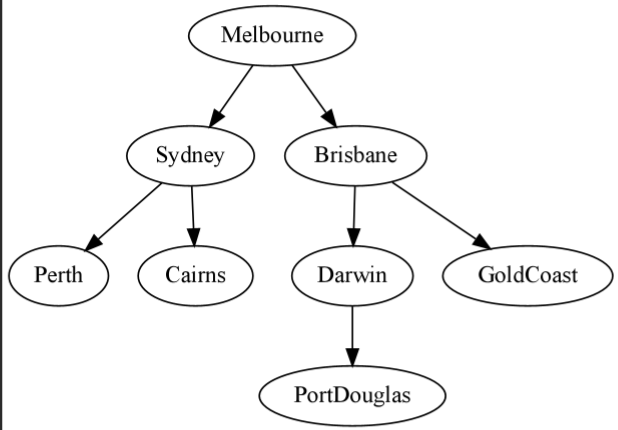 Melbourne
Sydney
Brisbane
Perth
Cairns
Darwin
GoldCoast
PortDouglas